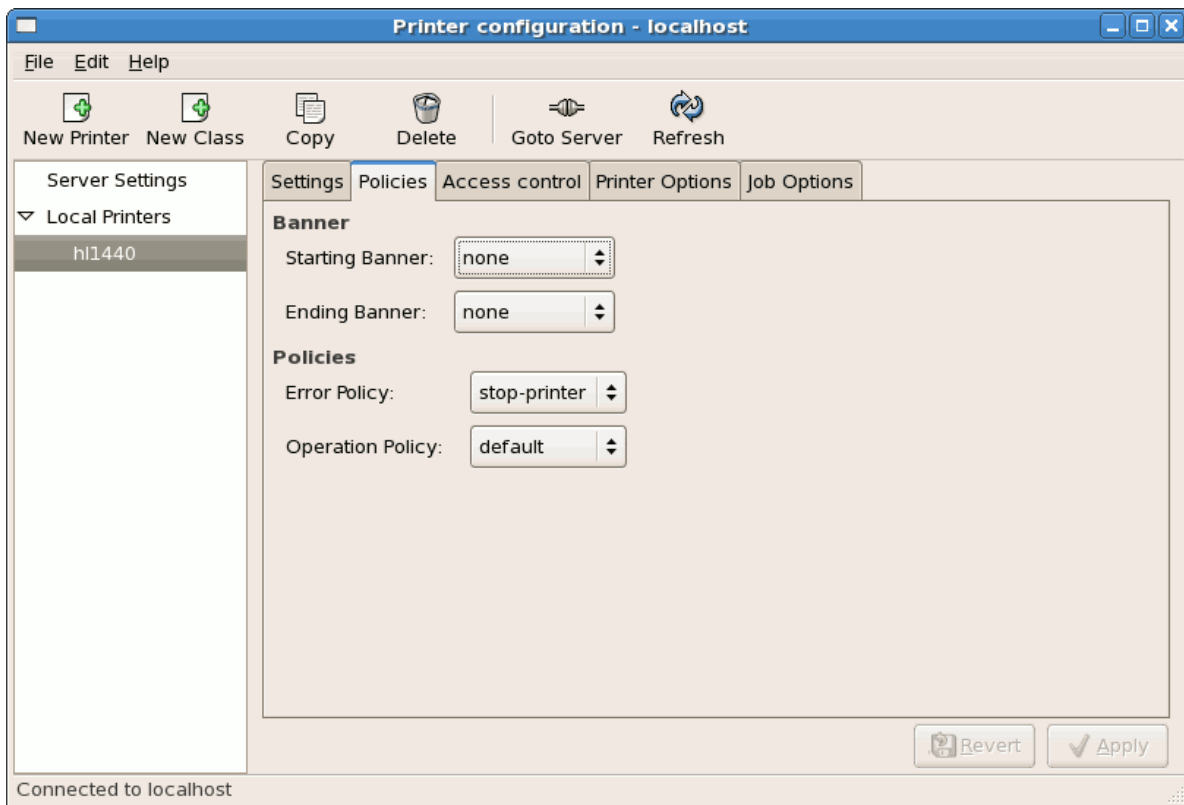 Printer configuration - localhost
File Edit Help
New Printer New Class Copy Delete Goto Server Refresh
Server Settings
Local Printers
hl1440
Settings Policies Access control Printer Options Job Options
Banner
Starting Banner: none
Ending Banner: none
Policies
Error Policy: stop-printer
Operation Policy: default
Revert Apply
Connected to localhost